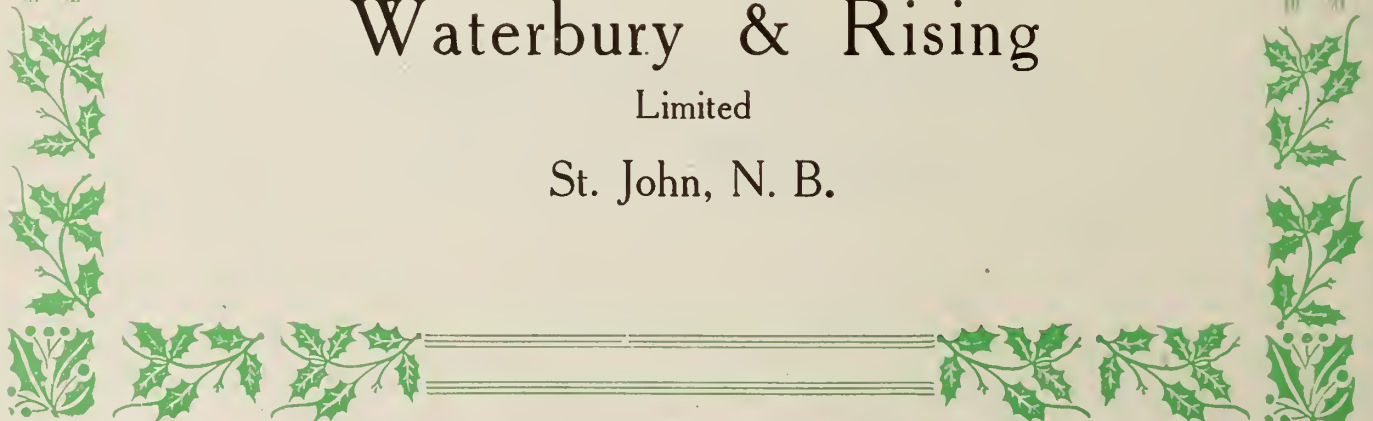 Waterbury & Rising
Limited
St. John, N. B.